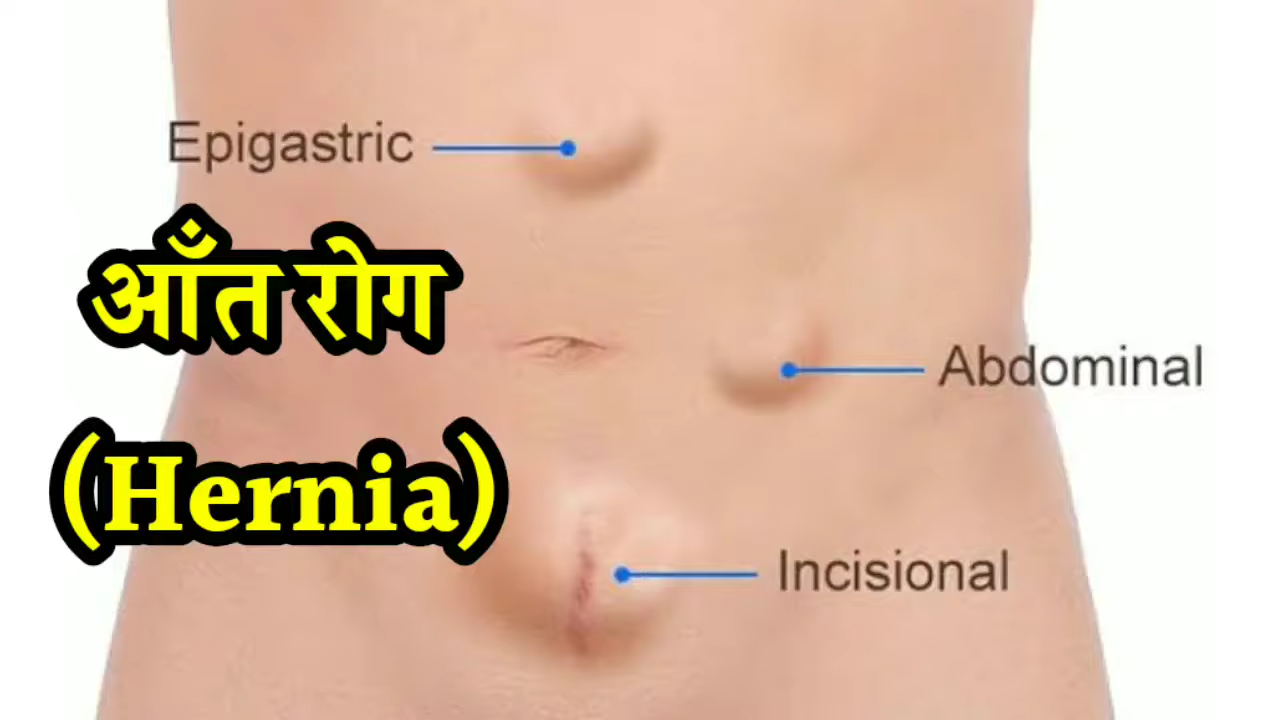 Epigastric
आँत रोग
Abdominal
(Hernia)
Incisional